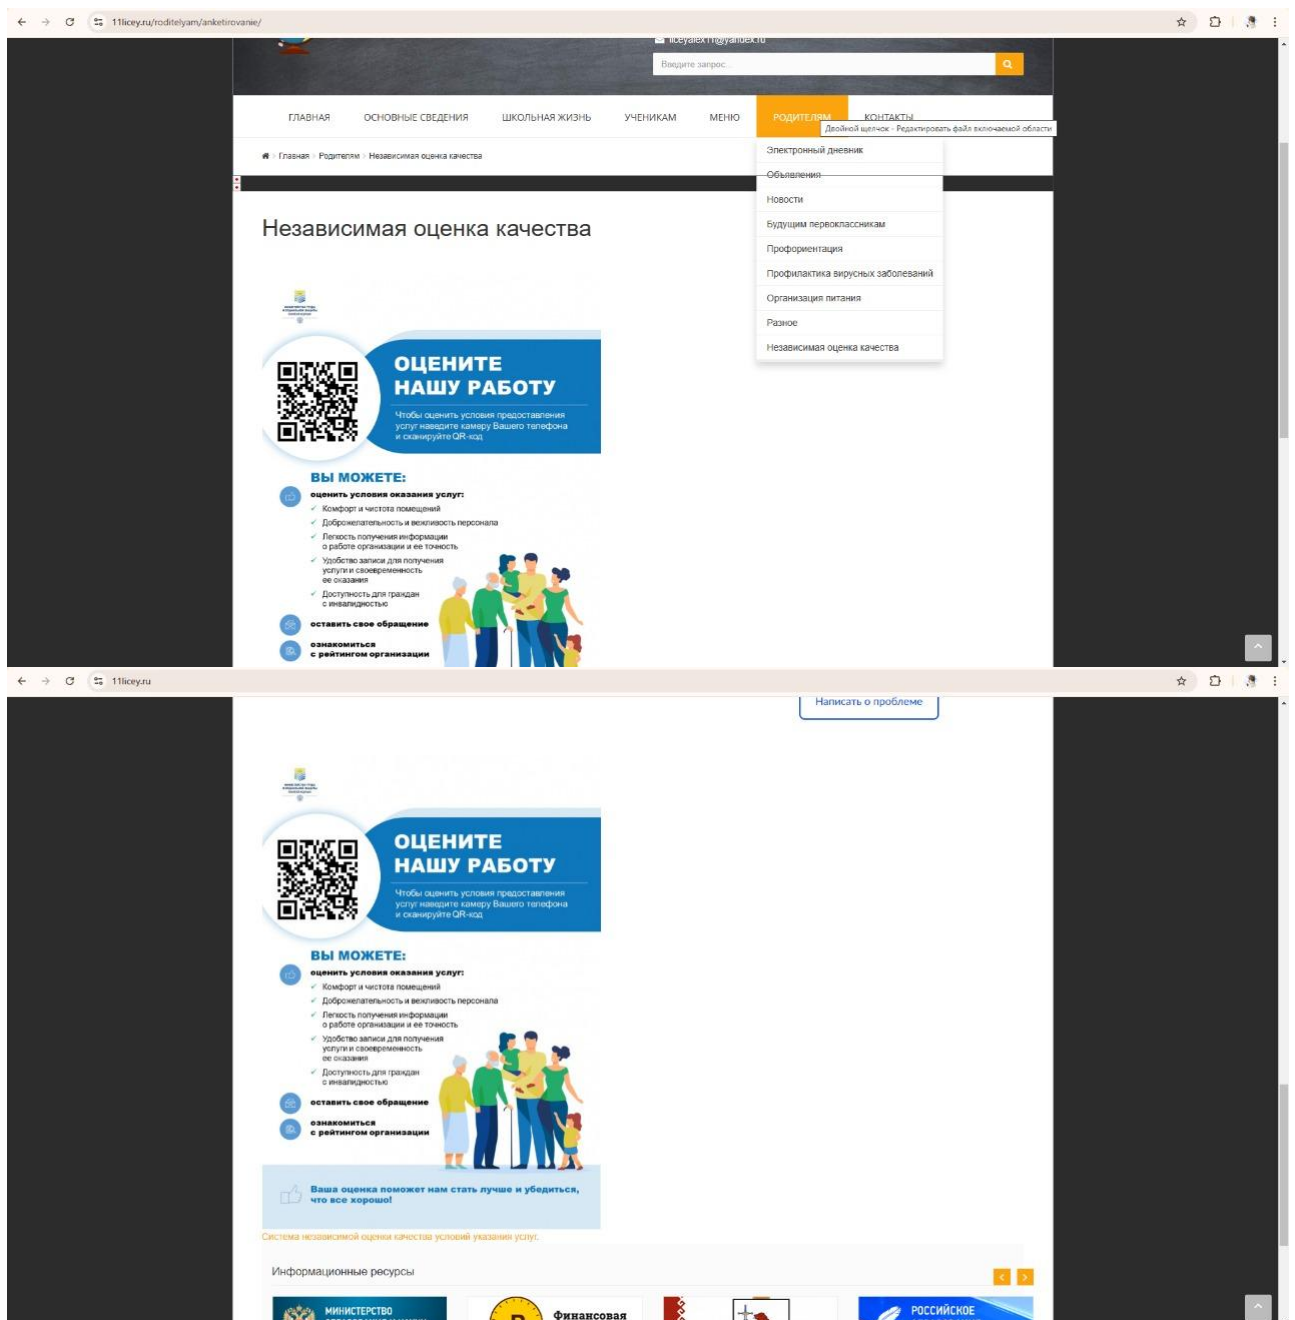 11licey.ru/roditelyam/anketirovanie/
liceyalex11@yandex.ru
Введите запрос...
ГЛАВНАЯ ОСНОВНЫЕ СВЕДЕНИЯ ШКОЛЬНАЯ ЖИЗНЬ УЧЕНИКАМ МЕНЮ РОДИТЕЛЯМ КОНТАКТЫ
Двойной щелчок - Редактировать файл включаемой области
Главная Родителям Независимая оценка качества
Электронный дневник
Объявления
Новости
Будущим первоклассникам
Профориентация
Профилактика вирусных заболеваний
Организация питания
Разное
Независимая оценка качества
Независимая оценка качества
ОЦЕНИТЕ
НАШУ РАБОТУ
Чтобы оценить условия предоставления
услуг наведите камеру Вашего телефона
и сканируйте QR-код
ВЫ МОЖЕТЕ:
оценить условия оказания услуг:
✓ Комфорт и чистота помещений
✓ Доброжелательность и вежливость персонала
✓ Легкость получения информации
о работе организации и ее точность
✓ Удобство записи для получения
услуги и своевременность
ее оказания
✓ Доступность для граждан
с инвалидностью
оставить свое обращение
ознакомиться
с рейтингом организации
11licey.ru
Написать о проблеме
ОЦЕНИТЕ
НАШУ РАБОТУ
Чтобы оценить условия предоставления
услуг наведите камеру Вашего телефона
и сканируйте QR-код
ВЫ МОЖЕТЕ:
оценить условия оказания услуг:
✓ Комфорт и чистота помещений
✓ Доброжелательность и вежливость персонала
✓ Легкость получения информации
о работе организации и ее точность
✓ Удобство записи для получения
услуги и своевременность
ее оказания
✓ Доступность для граждан
с инвалидностью
оставить свое обращение
ознакомиться
с рейтингом организации
Ваша оценка поможет нам стать лучше и убедиться,
что все хорошо!
Система независимой оценки качества условий указания услуг.
Информационные ресурсы
МИНИСТЕРСТВО
Финансовая
РОССИЙСКОЕ